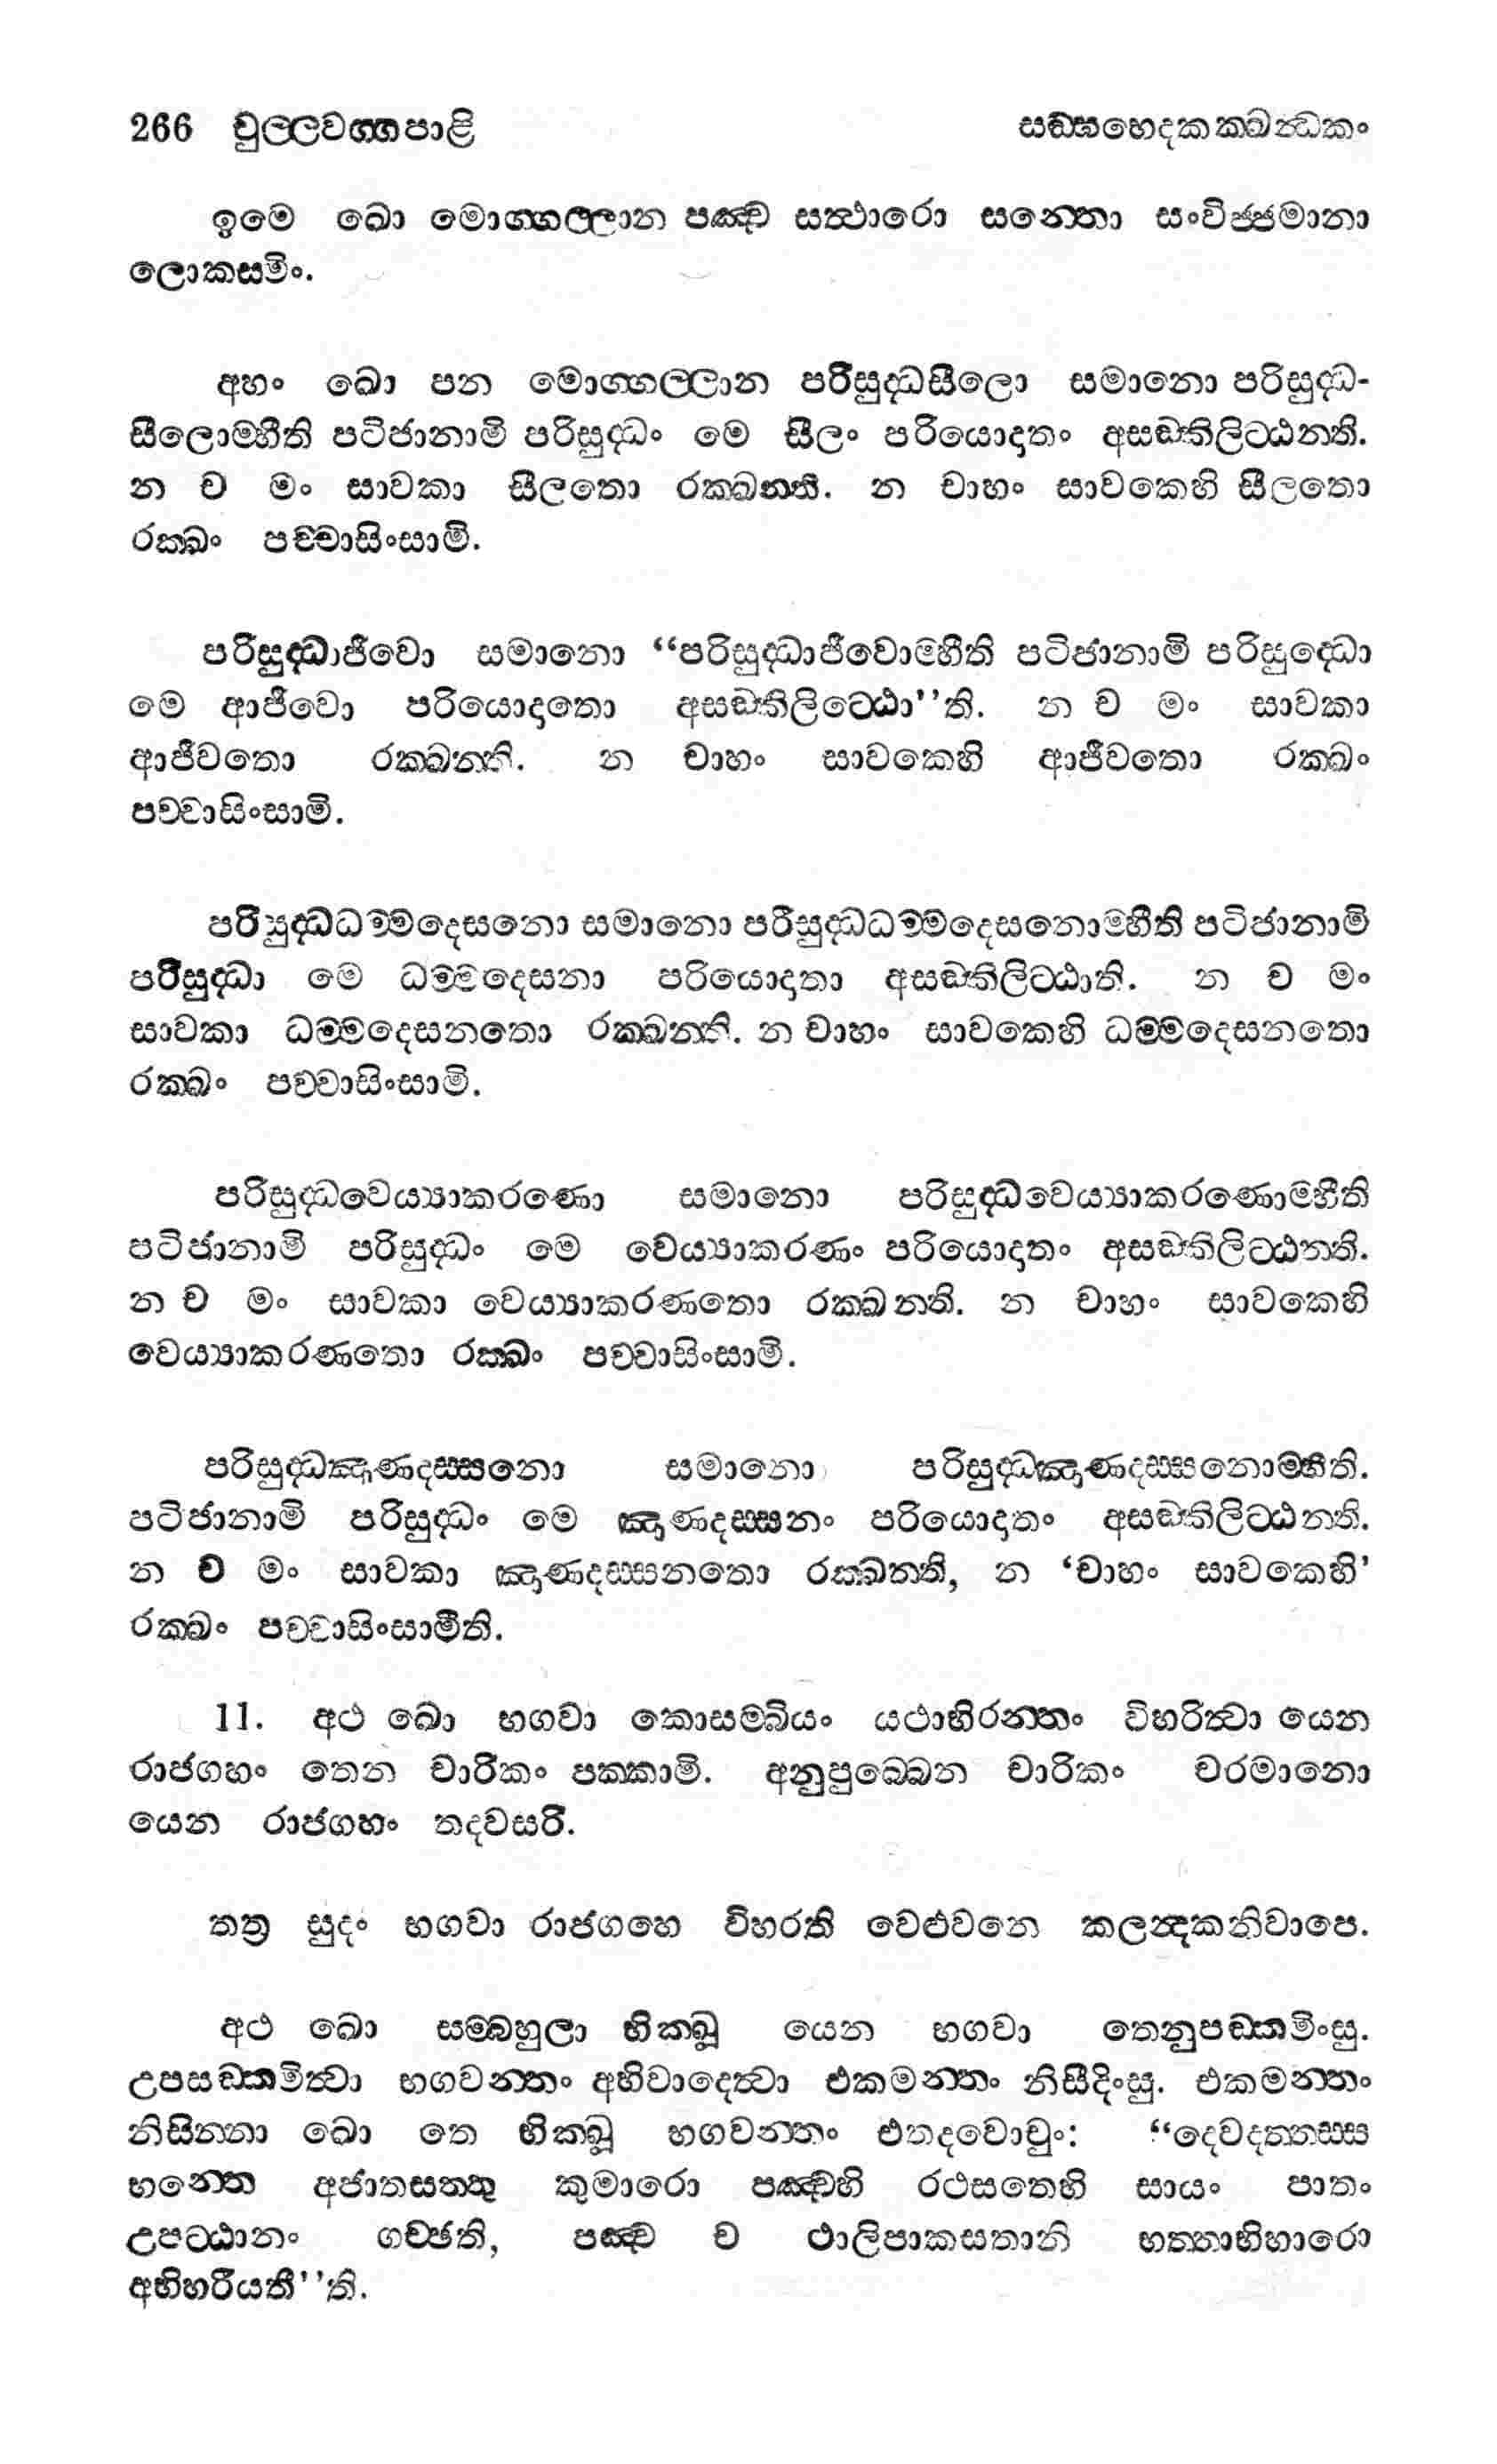 266 චුල්ලවග්ගපාළි සඞ්ඝභෙදකක්ඛන්ධකං
ඉමෙ ඛො මොග්ගල්ලාන පඤ්ච සත්ථාරො සන්තො සංවිජ්ජමානා
ලොකස්මිං.
අහං ඛො පන මොග්ගල්ලාන පරිසුද්ධසීලො සමානො පරිසුද්ධ-
සීලොම්හීති පටිජානාමි පරිසුද්ධං මෙ සීලං පරියොදාතං අසඞ්කිලිට්ඨන්ති.
න ච මං සාවකා සීලතො රක්ඛන්ති. න චාහං සාවකෙහි සීලතො
රක්ඛං පච්චාසිංසාමි.
පරිසුද්ධාජීවො සමානො “පරිසුද්ධාජීවොම්හීති පටිජානාමි පරිසුද්ධො
මෙ ආජීවො පරියොදාතො අසඞ්කිලිට්ඨො’’ති. න ච මං සාවකා
ආජීවතො රක්ඛන්ති. න චාහං සාවකෙහි ආජීවතො රක්ඛං
පච්චාසිංසාමි.
පරිසුද්ධධම්මදෙසනො සමානො පරිසුද්ධධම්මදෙසනොම්හීති පටිජානාමි
පරිසුද්ධා මෙ ධම්මදෙසනා පරියොදාතා අසඞ්කිලිට්ඨාති. න ච මං
සාවකා ධම්මදෙසනතො රක්ඛන්ති. න චාහං සාවකෙහි ධම්මදෙසනතො
රක්ඛං පච්චාසිංසාමි.
පරිසුද්ධවෙය්‍යාකරණො සමානො පරිසුද්ධවෙය්‍යාකරණොම්හීති
පටිජානාමි පරිසුද්ධං මෙ වෙය්‍යාකරණං පරියොදාතං අසඞ්කිලිට්ඨන්ති.
න ච මං සාවකා වෙය්‍යාකරණතො රක්ඛන්ති. න චාහං සාවකෙහි
වෙය්‍යාකරණතො රක්ඛං පච්චාසිංසාමි.
පරිසුද්ධඤාණදස්සනො සමානො පරිසුද්ධඤාණදස්සනොම්හීති.
පටිජානාමි පරිසුද්ධං මෙ ඤාණදස්සනං පරියොදාතං අසඞ්කිලිට්ඨන්ති.
න ච මං සාවකා ඤාණදස්සනතො රක්ඛන්ති, න ‘චාහං සාවකෙහි’
රක්ඛං පච්චාසිංසාමීති.
11. අථ ඛො භගවා කොසම්බියං යථාභිරන්තං විහරිත්වා යෙන
රාජගහං තෙන චාරිකං පක්කාමි. අනුපුබ්බෙන චාරිකං චරමානො
යෙන රාජගහං තදවසරි.
තත්‍ර සුදං භගවා රාජගහෙ විහරති වෙළුවනෙ කලන්දකනිවාපෙ.
අථ ඛො සම්බහුලා භික්ඛූ යෙන භගවා තෙනුපඞ්කමිංසු.
උපසඞ්කමිත්වා භගවන්තං අභිවාදෙත්වා එකමන්තං නිසීදිංසු. එකමන්තං
නිසින්නා ඛො තෙ භික්ඛූ භගවන්තං එතදවොචුං: “දෙවදත්තස්ස
භන්තෙ අජාතසත්තු කුමාරො පඤ්චහි රථසතෙහි සායං පාතං
උපට්ඨානං ගච්ඡති, පඤ්ච ච ථාලිපාකසතානි භත්තාභිහාරො
අභිහරීයතී’’ති.